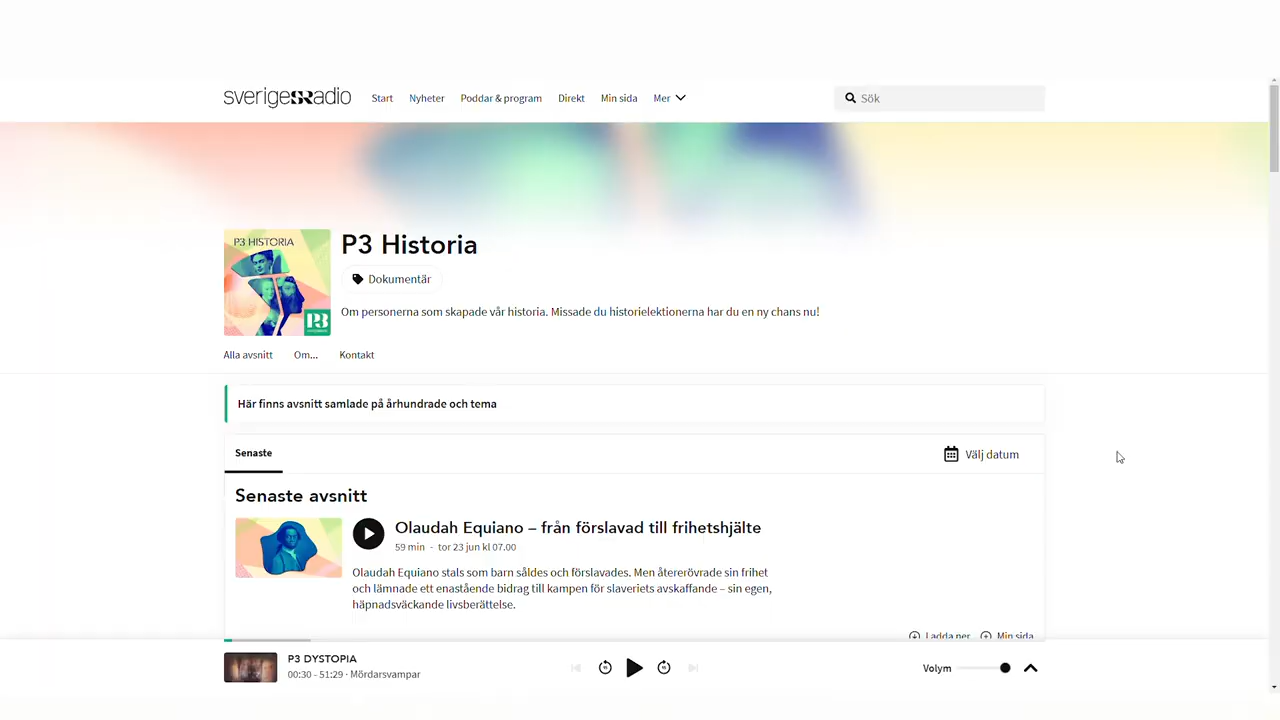 sverigesradio
Start
Nyheter
Poddar & program
Direkt
Min sida
Mer
Sök
P3 HISTORIA
P3
P3 Historia
Dokumentär
Om personerna som skapade vår historia. Missade du historielektionerna har du en ny chans nu!
Alla avsnitt
Om...
Kontakt
Här finns avsnitt samlade på århundrade och tema
Senaste
Välj datum
Senaste avsnitt
Olaudah Equiano – från förslavad till frihetshjälte
59 min - tor 23 jun kl 07.00
Olaudah Equiano stals som barn såldes och förslavades. Men återerövrade sin frihet
och lämnade ett enastående bidrag till kampen för slaveriets avskaffande – sin egen,
häpnadsväckande livsberättelse.
Ladda ner
Min sida
P3 DYSTOPIA
00:30 - 51:29 · Mördarsvampar
Volym